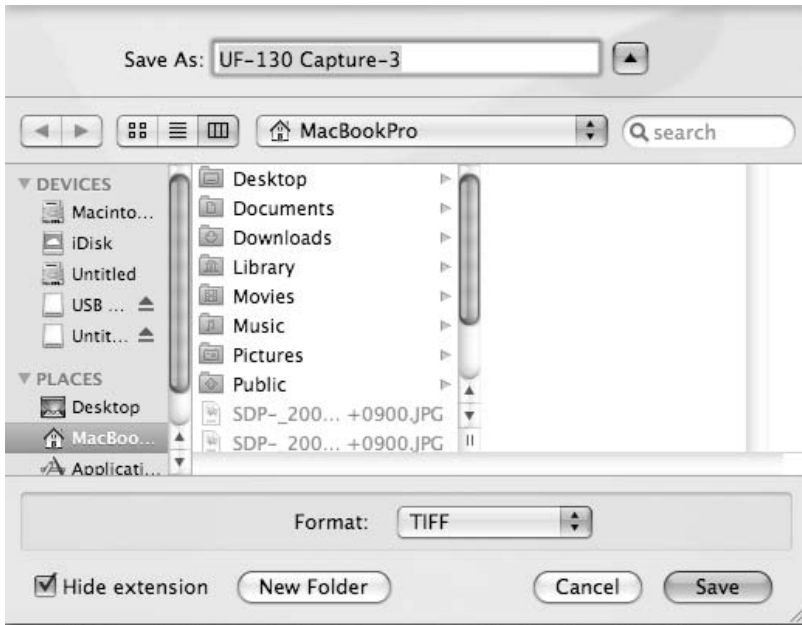 Save As: UF-130 Capture-3
MacBookPro
search
DEVICES
Macinto...
iDisk
Untitled
USB ...
Untit...
PLACES
Desktop
MacBoo...
Applicati...
Desktop
Documents
Downloads
Library
Movies
Music
Pictures
Public
SDP-_200... +0900.JPG
SDP-_200... +0900.JPG
Format: TIFF
Hide extension
New Folder
Cancel
Save